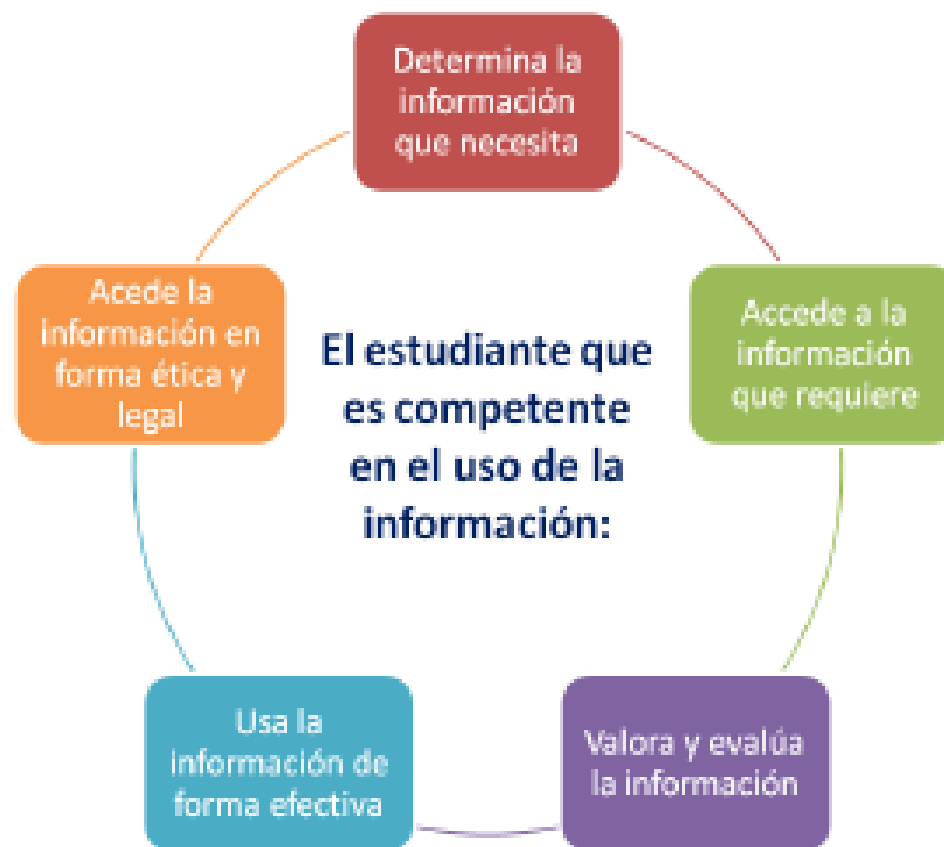 Determina la
información
que necesita
Accede a la
información
que requiere
Valora y evalúa
la información
Usa la
información de
forma efectiva
Acede la
información en
forma ética y
legal
El estudiante que
es competente
en el uso de la
información: